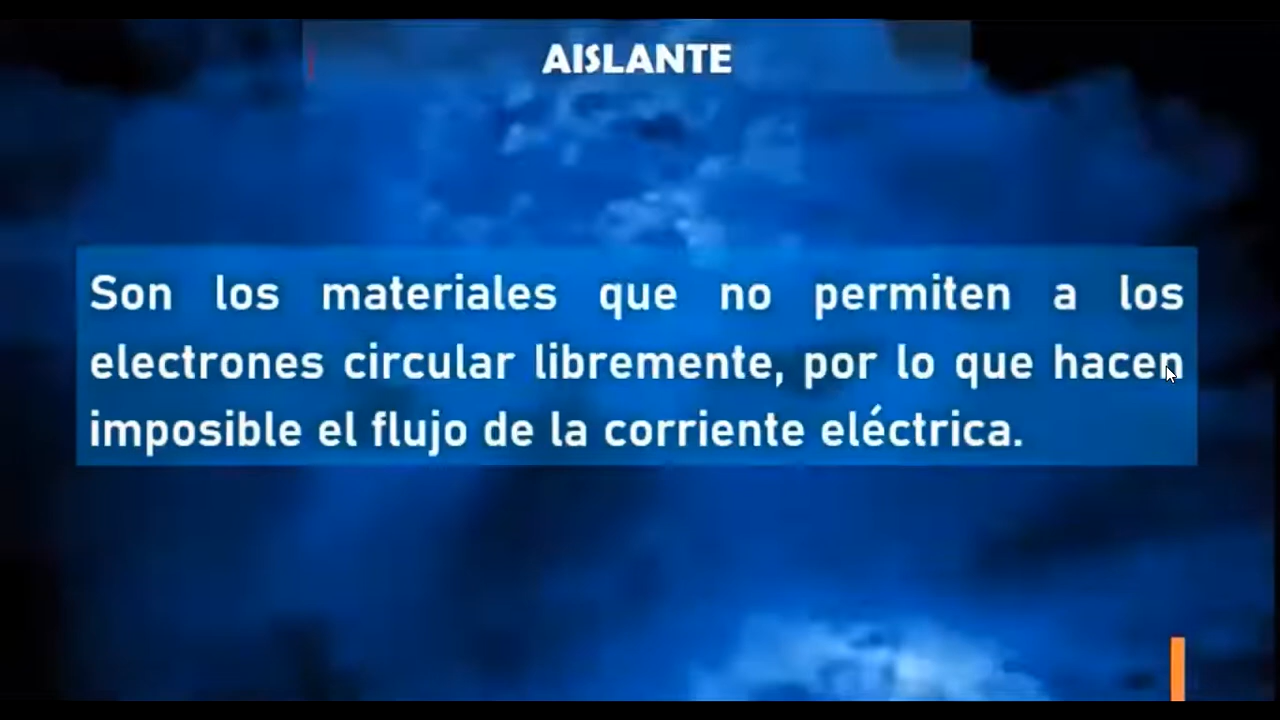 AISLANTE
Son los materiales que no permiten a los
electrones circular libremente, por lo que hacen
imposible el flujo de la corriente eléctrica.